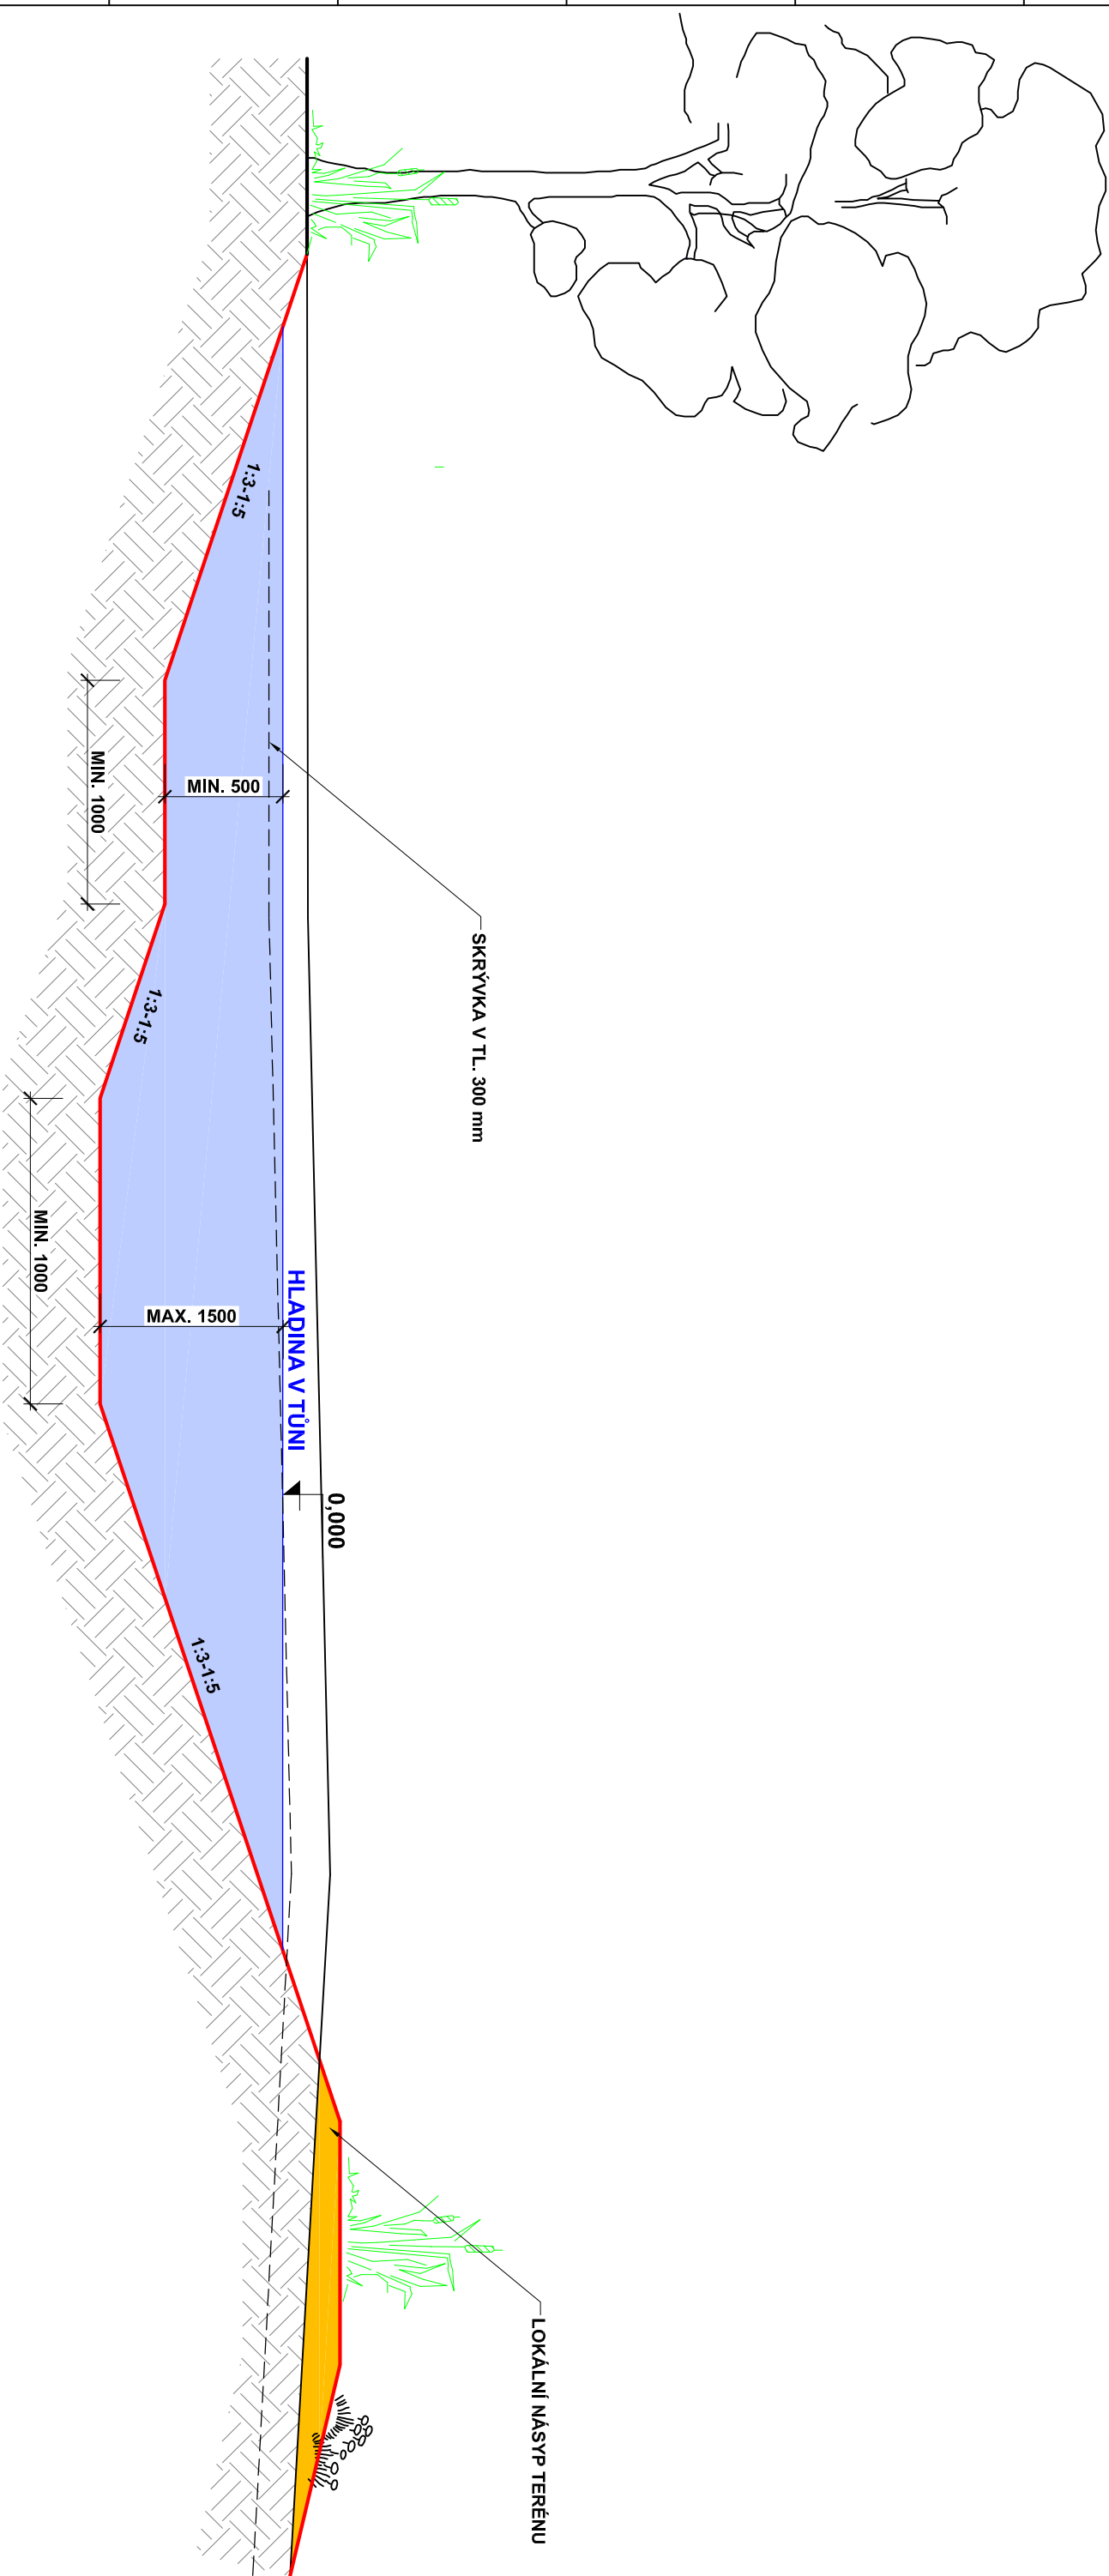 1:3-1:5
MIN. 1000
MIN. 500
SKRÝVKA V TL. 300 mm
1:3-1:5
MIN. 1000
MAX. 1500
HLADINA V TŮNI
0,000
1:3-1:5
LOKÁLNÍ NÁSYP TERÉNU